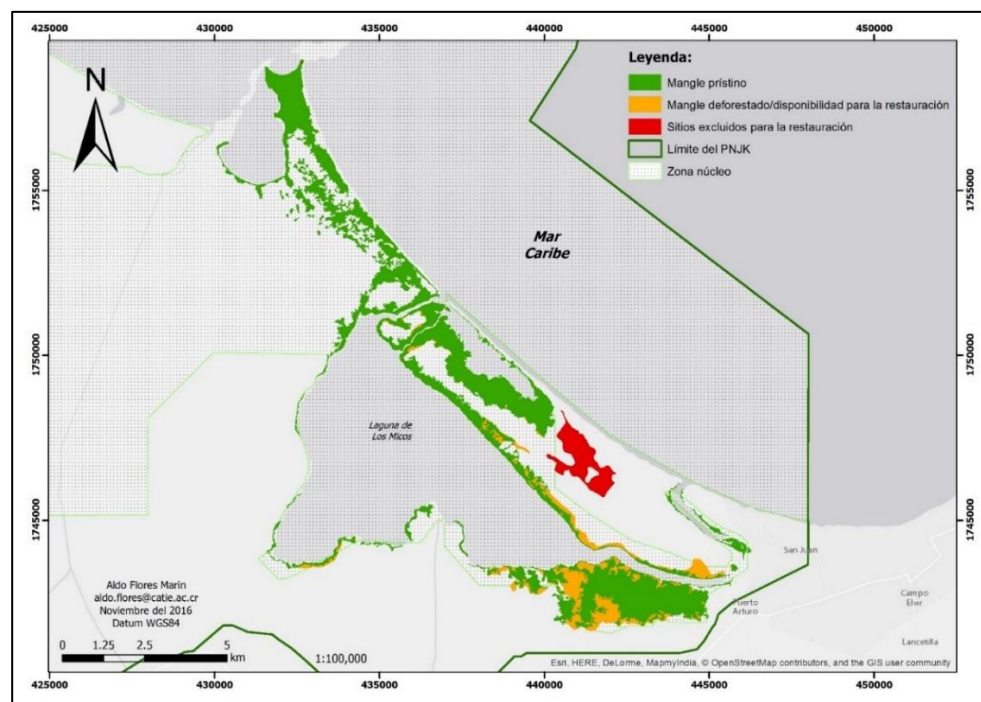 425000 430000 435000 440000 445000 450000
N
Leyenda:
Mangle prístino
Mangle deforestado/disponibilidad para la restauración
Sitios excluidos para la restauración
Límite del PNJK
Zona núcleo
1755000 1755000
Mar
Caribe
1750000 1750000
Laguna de
Los Micos
1745000 1745000
San Juan
Puerto
Arturo
Campo
Elvir
Lancetilla
Aldo Flores Marin
aldo.flores@catie.ac.cr
Noviembre del 2016
Datum WGS84
0 1.25 2.5 5
km
1:100,000
Esri, HERE, DeLorme, MapmyIndia, © OpenStreetMap contributors, and the GIS user community
425000 430000 435000 440000 445000 450000